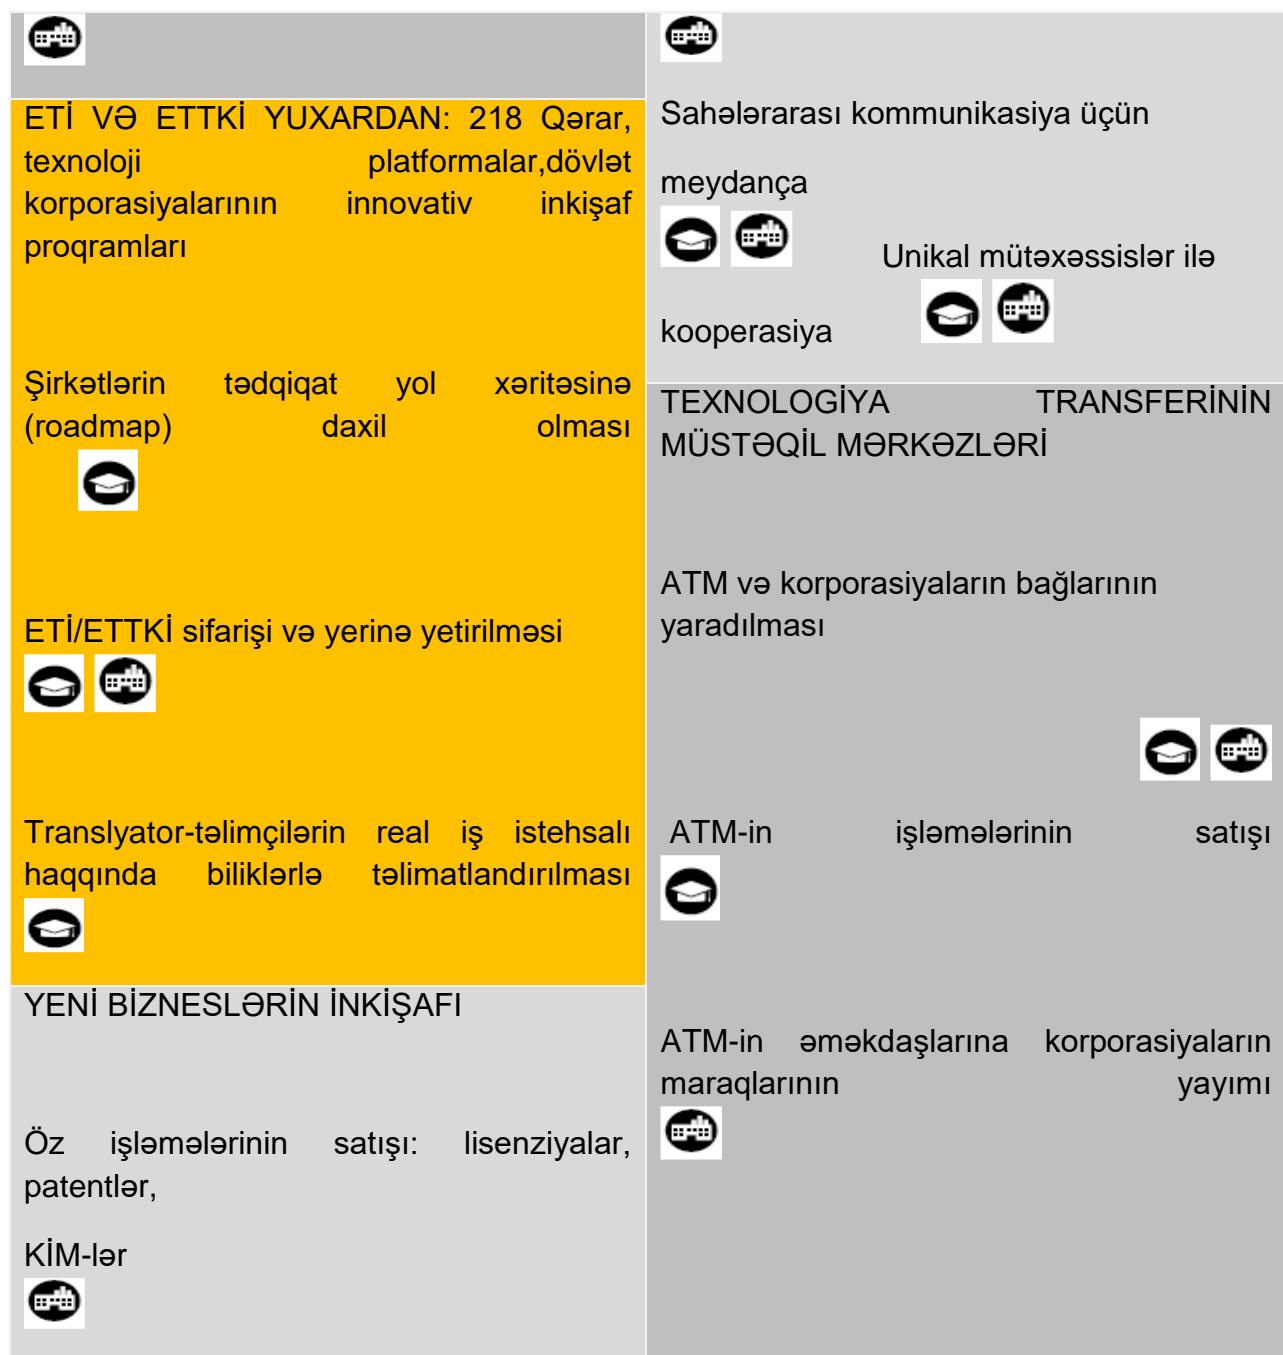 ETİ VƏ ETTKİ YUXARDAN: 218 Qərar,
texnoloji platformalar,dövlət
korporasiyalarının innovativ inkişaf
proqramları
Şirkətlərin tədqiqat yol xəritəsinə
(roadmap) daxil olması
ETİ/ETTKİ sifarişi və yerinə yetirilməsi
Translyator-təlimçilərin real iş istehsalı
haqqında biliklərlə təlimatlandırılması
YENİ BİZNESLƏRİN İNKİŞAFI
Öz işləmələrinin satışı: lisenziyalar,
patentlər,
KİM-lər
Sahələrarası kommunikasiya üçün
meydança
Unikal mütəxəssislər ilə
kooperasiya
TEXNOLOGİYA TRANSFERİNİN
MÜSTƏQİL MƏRKƏZLƏRİ
ATM və korporasiyaların bağlarının
yaradılması
ATM-in işləmələrinin satışı
ATM-in əməkdaşlarına korporasiyaların
maraqlarının yayımı